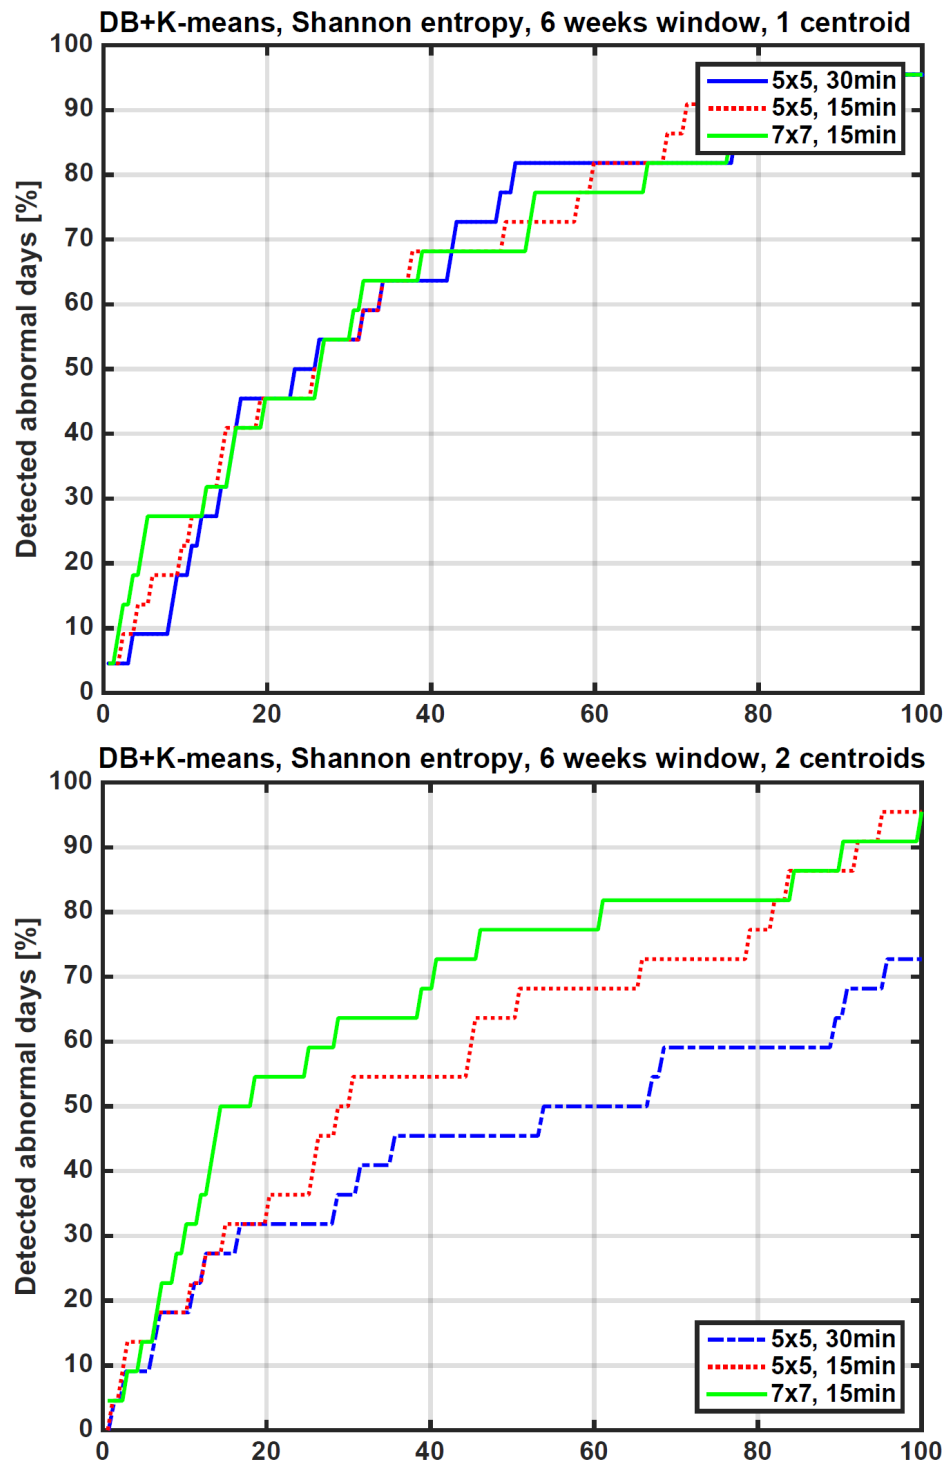 DB+K-means, Shannon entropy, 6 weeks window, 1 centroid
100
90
80
70
60
50
40
30
20
10
0
Detected abnormal days [%]
5x5, 30min
5x5, 15min
7x7, 15min
0 20 40 60 80 100
DB+K-means, Shannon entropy, 6 weeks window, 2 centroids
100
90
80
70
60
50
40
30
20
10
0
Detected abnormal days [%]
5x5, 30min
5x5, 15min
7x7, 15min
0 20 40 60 80 100